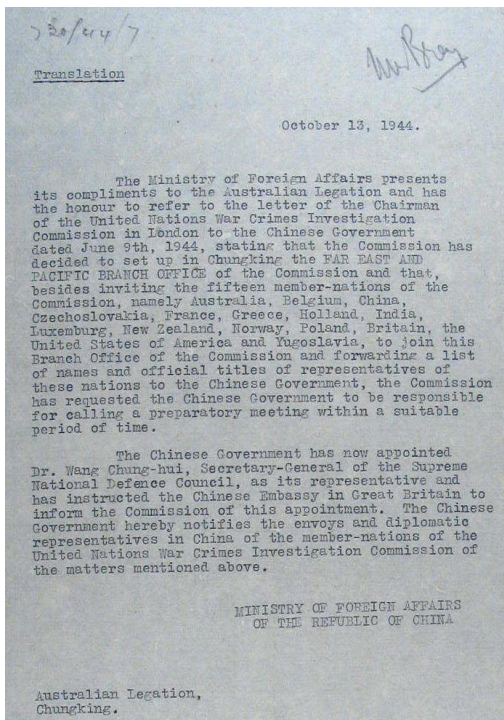 730/44/7
Mr Bray
Translation
October 13, 1944.
The Ministry of Foreign Affairs presents
its compliments to the Australian Legation and has
the honour to refer to the letter of the Chairman
of the United Nations War Crimes Investigation
Commission in London to the Chinese Government
dated June 9th, 1944, stating that the Commission has
decided to set up in Chungking the FAR EAST AND
PACIFIC BRANCH OFFICE of the Commission and that,
besides inviting the fifteen member-nations of the
Commission, namely Australia, Belgium, China,
Czechoslovakia, France, Greece, Holland, India,
Luxemburg, New Zealand, Norway, Poland, Britain, the
United States of America and Yugoslavia, to join this
Branch Office of the Commission and forwarding a list
of names and official titles of representatives of
these nations to the Chinese Government, the Commission
has requested the Chinese Government to be responsible
for calling a preparatory meeting within a suitable
period of time.
The Chinese Government has now appointed
Dr. Wang Chung-hui, Secretary-General of the Supreme
National Defence Council, as its representative and
has instructed the Chinese Embassy in Great Britain to
inform the Commission of this appointment. The Chinese
Government hereby notifies the envoys and diplomatic
representatives in China of the member-nations of the
United Nations War Crimes Investigation Commission of
the matters mentioned above.
MINISTRY OF FOREIGN AFFAIRS
OF THE REPUBLIC OF CHINA
Australian Legation,
Chungking.